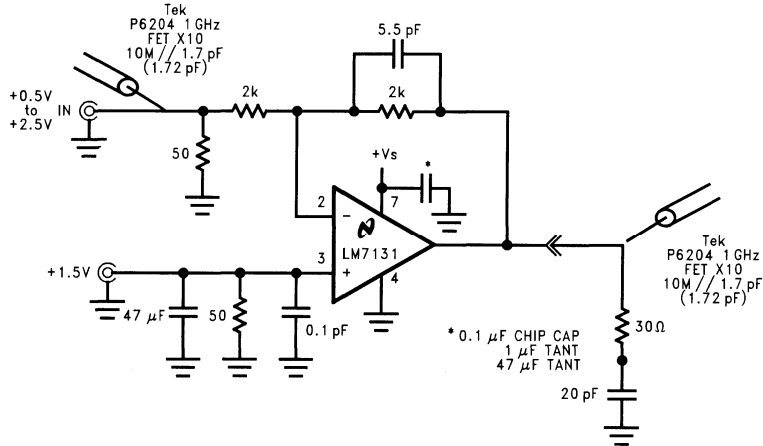 Tek
P6204 1 GHz
FET X10
10M // 1.7 pF
(1.72 pF)
5.5 pF
2k
2k
+0.5V
to
+2.5V
IN
50
+Vs
*
2
7
−
LM7131
3
+
4
+1.5V
47 μF
50
0.1 pF
Tek
P6204 1 GHz
FET X10
10M // 1.7 pF
(1.72 pF)
30Ω
* 0.1 μF CHIP CAP
1 μF TANT
47 μF TANT
20 pF